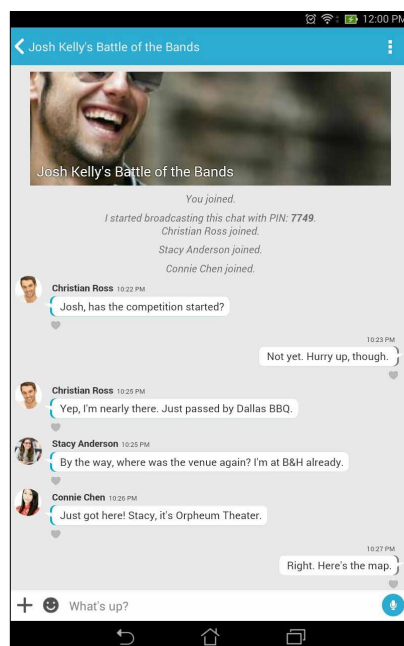 12:00 PM
Josh Kelly's Battle of the Bands
Josh Kelly's Battle of the Bands
You joined.
I started broadcasting this chat with PIN: 7749.
Christian Ross joined.
Stacy Anderson joined.
Connie Chen joined.
Christian Ross 10:22 PM
Josh, has the competition started?
10:23 PM
Not yet. Hurry up, though.
Christian Ross 10:25 PM
Yep, I'm nearly there. Just passed by Dallas BBQ.
Stacy Anderson 10:25 PM
By the way, where was the venue again? I'm at B&H already.
Connie Chen 10:26 PM
Just got here! Stacy, it's Orpheum Theater.
10:27 PM
Right. Here's the map.
What's up?